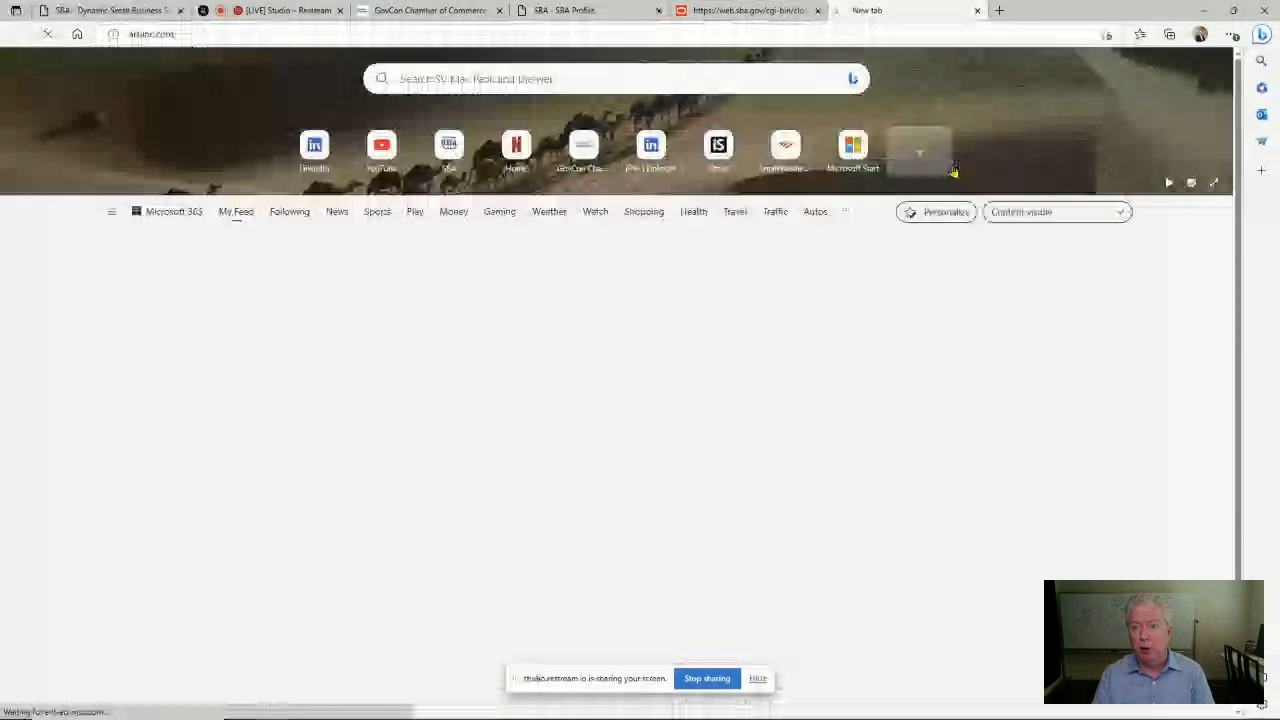 SBA - Dynamic Small Business S
[LIVE] Studio – Restream
GovCon Chamber of Commerce
SBA - SBA Profile
https://web.sba.gov/cgi-bin/clo
New tab
LinkedIn
YouTube
SBA
Home
GovCon Cha...
Microsoft Start
Microsoft 365
My Feed
Following
News
Sports
Play
Money
Gaming
Weather
Watch
Shopping
Health
Travel
Traffic
Autos
Personalize
Content visible
studio.restream.io is sharing your screen.
Stop sharing
Hide